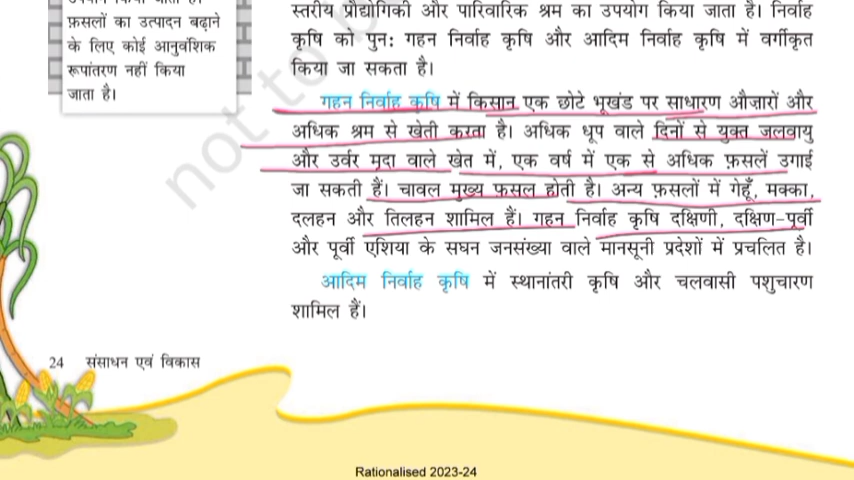 फ़सलों का उत्पादन बढ़ाने
के लिए कोई आनुवंशिक
रूपांतरण नहीं किया
जाता है।
स्तरीय प्रौद्योगिकी और पारिवारिक श्रम का उपयोग किया जाता है। निर्वाह
कृषि को पुन: गहन निर्वाह कृषि और आदिम निर्वाह कृषि में वर्गीकृत
किया जा सकता है।
गहन निर्वाह कृषि में किसान एक छोटे भूखंड पर साधारण औज़ारों और
अधिक श्रम से खेती करता है। अधिक धूप वाले दिनों से युक्त जलवायु
और उर्वर मृदा वाले खेत में, एक वर्ष में एक से अधिक फ़सलें उगाई
जा सकती हैं। चावल मुख्य फसल होती है। अन्य फ़सलों में गेहूँ, मक्का,
दलहन और तिलहन शामिल हैं। गहन निर्वाह कृषि दक्षिणी, दक्षिण-पूर्वी
और पूर्वी एशिया के सघन जनसंख्या वाले मानसूनी प्रदेशों में प्रचलित है।
आदिम निर्वाह कृषि में स्थानांतरी कृषि और चलवासी पशुचारण
शामिल हैं।
24 संसाधन एवं विकास
Rationalised 2023-24
not to b